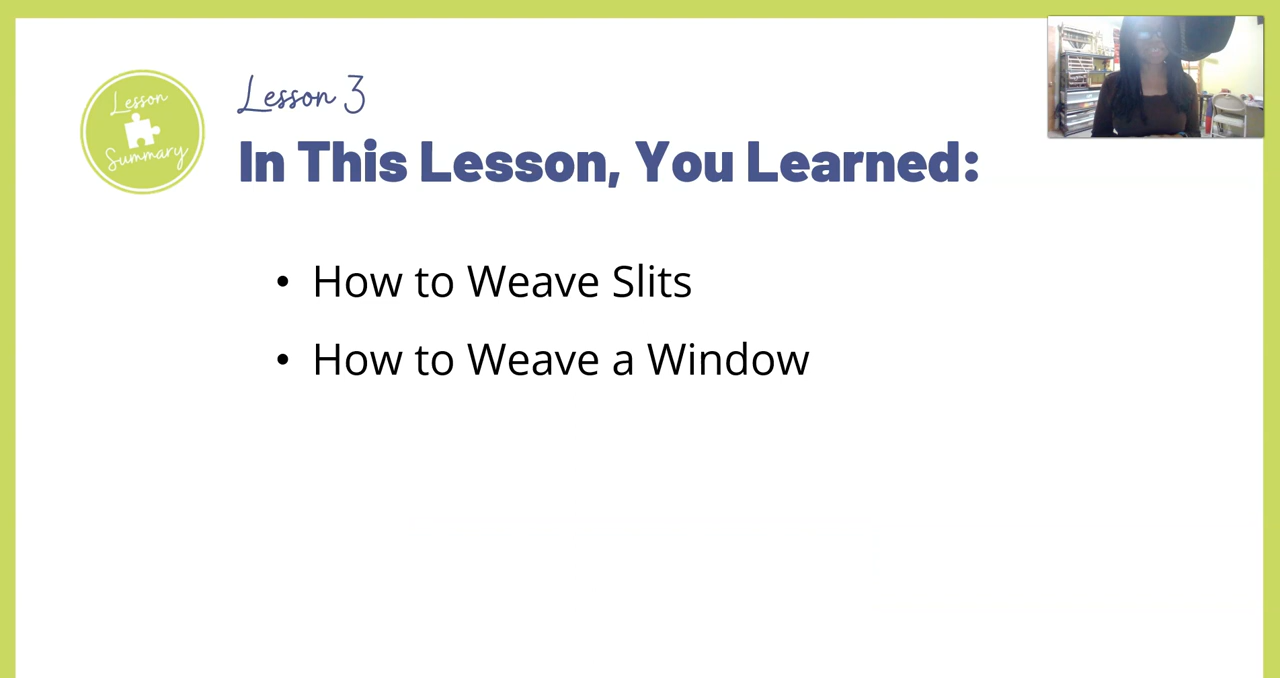 Lesson
Summary
Lesson 3
In This Lesson, You Learned:
• How to Weave Slits
• How to Weave a Window